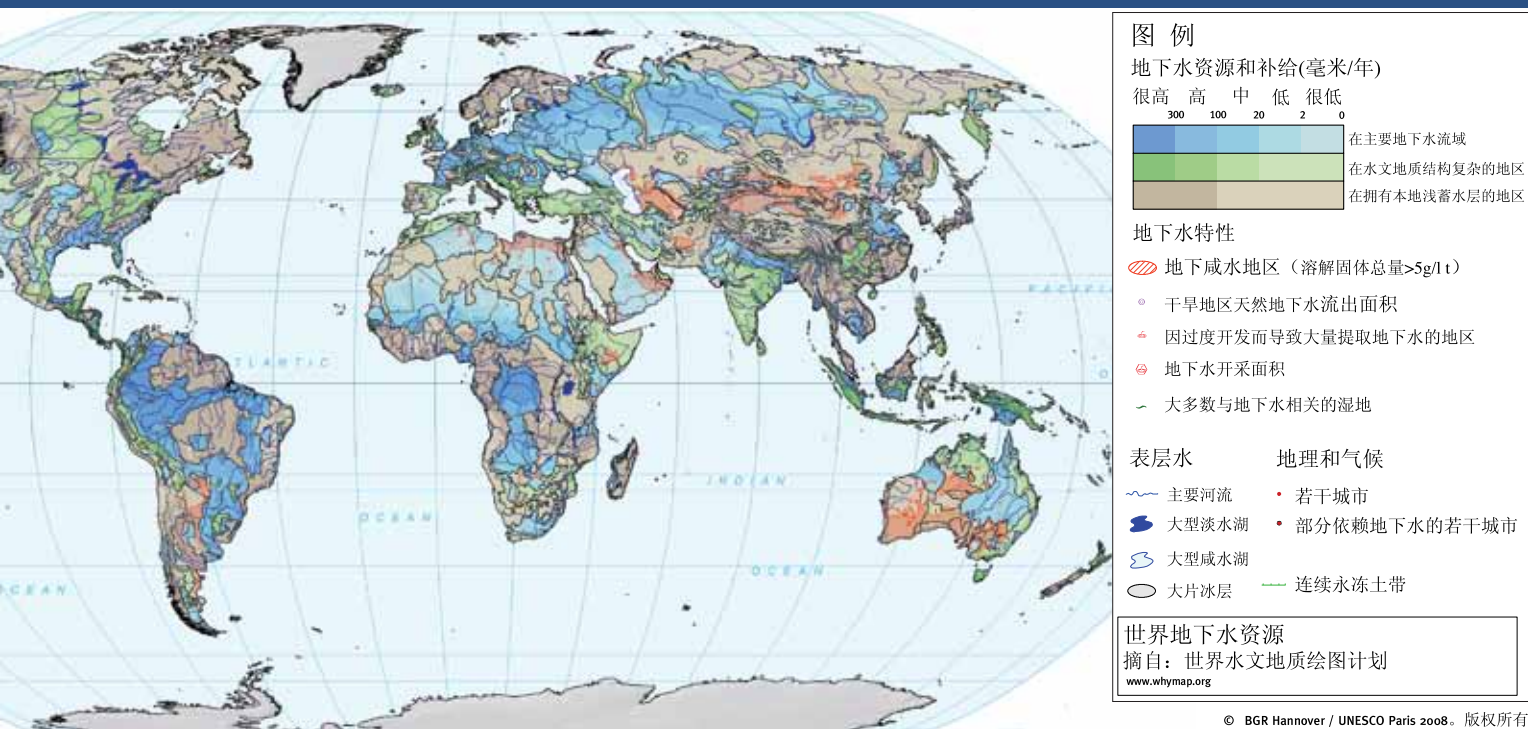 图 例
地下水资源和补给(毫米/年)
很高 高 中 低 很低
300 100 20 2 0
在主要地下水流域
在水文地质结构复杂的地区
在拥有本地浅蓄水层的地区
地下水特性
地下咸水地区（溶解固体总量>5g/l t）
干旱地区天然地下水流出面积
因过度开发而导致大量提取地下水的地区
地下水开采面积
大多数与地下水相关的湿地
表层水
主要河流
大型淡水湖
大型咸水湖
大片冰层
地理和气候
若干城市
部分依赖地下水的若干城市
连续永冻土带
世界地下水资源
摘自：世界水文地质绘图计划
www.whymap.org
© BGR Hannover / UNESCO Paris 2008。版权所有
INDIAN
OCEAN
OCEAN